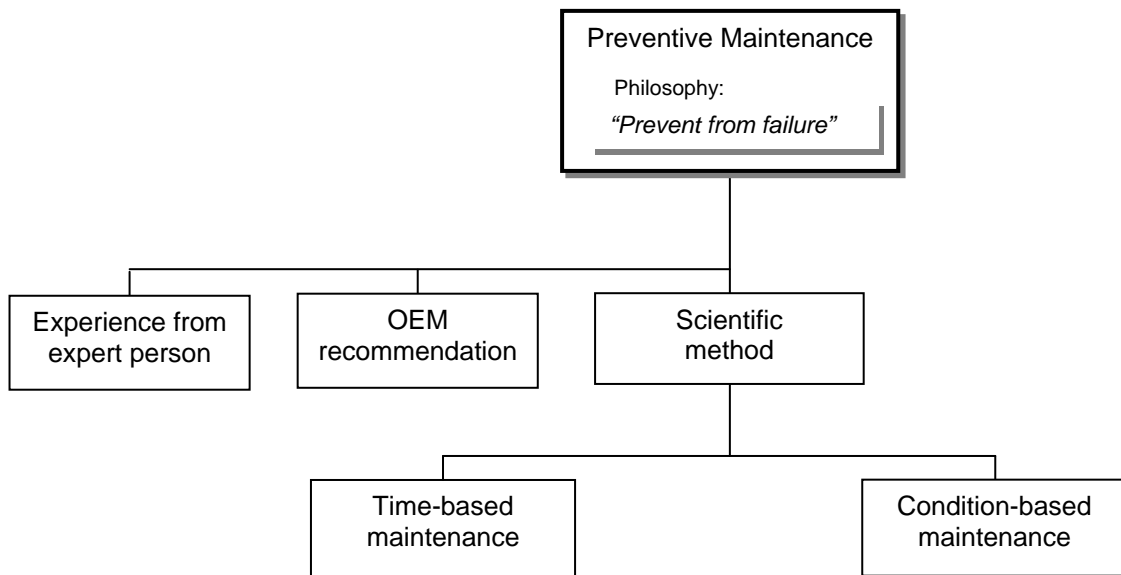 Preventive Maintenance
Philosophy:
“Prevent from failure”
Experience from
expert person
OEM
recommendation
Scientific
method
Time-based
maintenance
Condition-based
maintenance